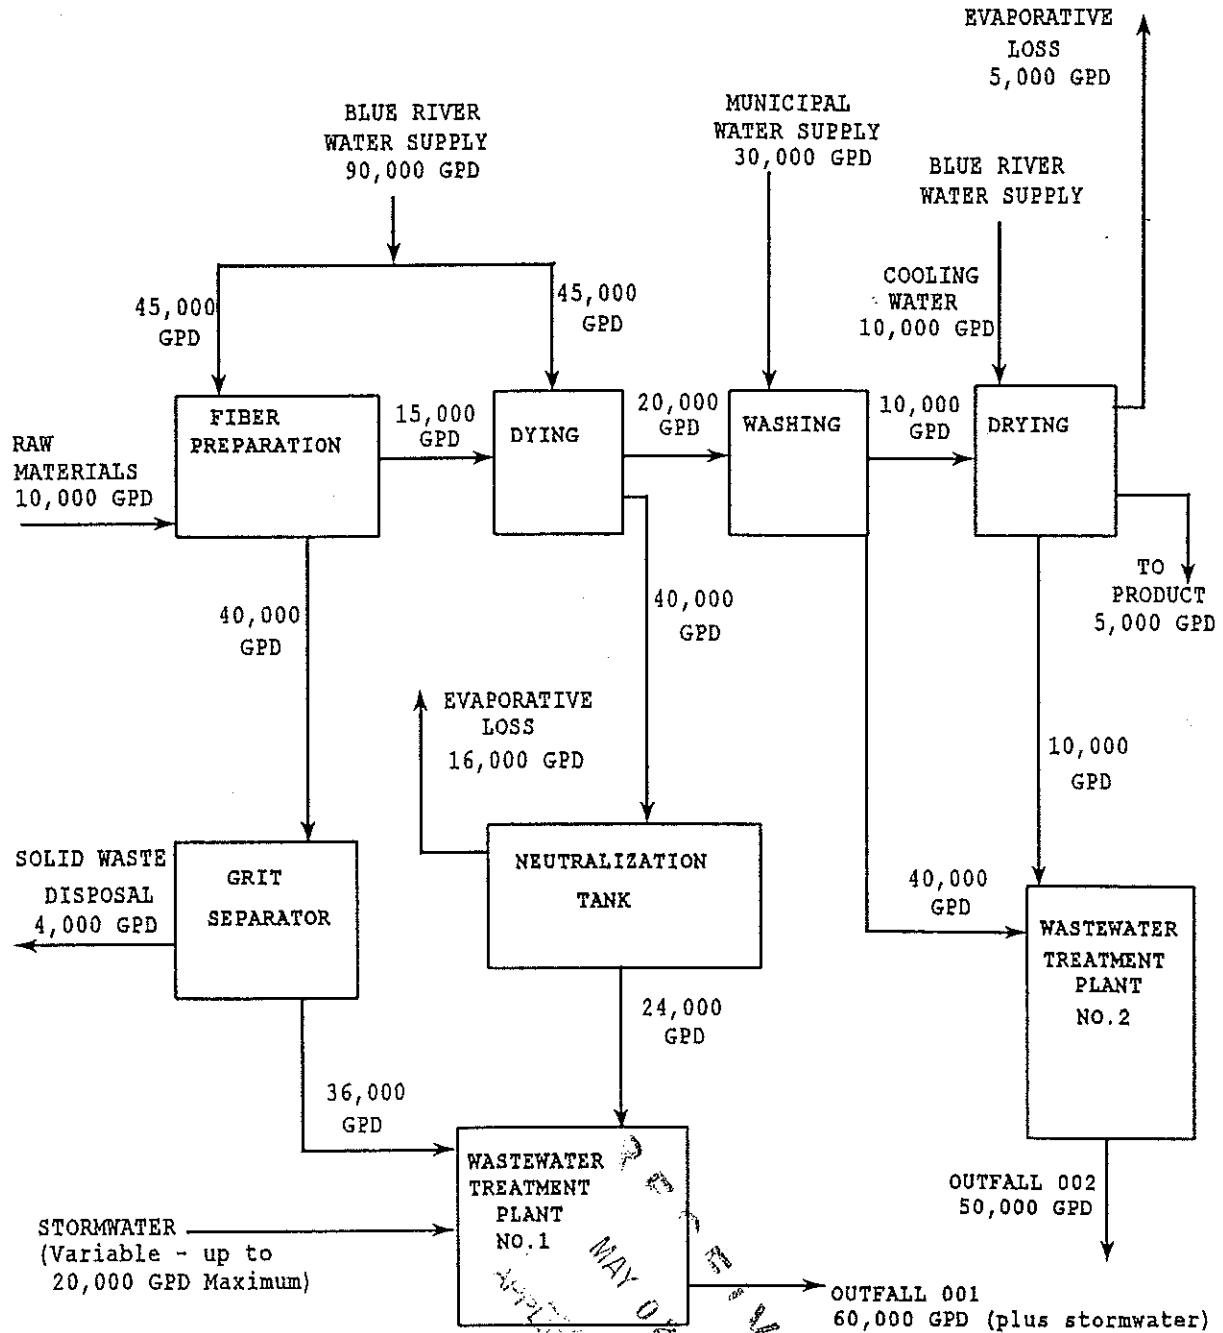 EVAPORATIVE
LOSS
5,000 GPD
BLUE RIVER
WATER SUPPLY
90,000 GPD
MUNICIPAL
WATER SUPPLY
30,000 GPD
BLUE RIVER
WATER SUPPLY
45,000
GPD
45,000
GPD
COOLING
WATER
10,000 GPD
RAW
MATERIALS
10,000 GPD
FIBER
PREPARATION
15,000
GPD
DYING
20,000
GPD
WASHING
10,000
GPD
DRYING
TO
PRODUCT
5,000 GPD
40,000
GPD
40,000
GPD
EVAPORATIVE
LOSS
16,000 GPD
10,000
GPD
SOLID WASTE
DISPOSAL
4,000 GPD
GRIT
SEPARATOR
NEUTRALIZATION
TANK
40,000
GPD
WASTEWATER
TREATMENT
PLANT
NO.2
24,000
GPD
36,000
GPD
WASTEWATER
TREATMENT
PLANT
NO.1
OUTFALL 002
50,000 GPD
STORMWATER
(Variable - up to
20,000 GPD Maximum)
OUTFALL 001
60,000 GPD (plus stormwater)
MAY